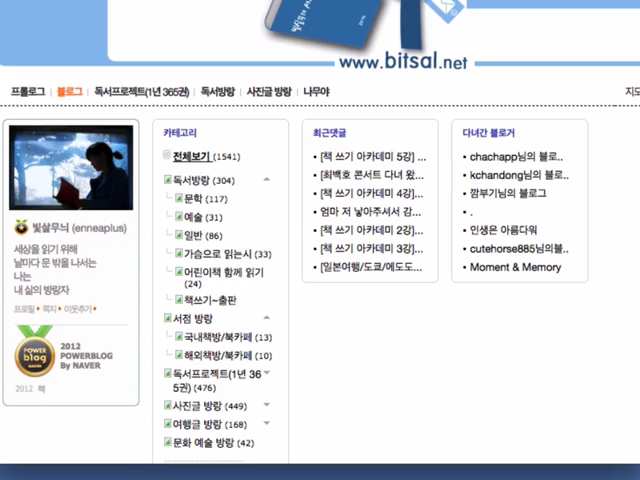 www.bitsal.net
프롤로그 | 블로그 | 독서프로젝트(1년 365권) | 독서방랑 | 사진글 방랑 | 나무야
지도
빛살무늬 (enneaplus)
세상을 읽기 위해
날마다 문 밖을 나서는
나는
내 삶의 방랑자
프로필 쪽지 이웃추가
POWER blog
NAVER
2012
POWERBLOG
By NAVER
2012 책
카테고리
전체보기 (1541)
독서방랑 (304)
문학 (117)
예술 (31)
일반 (86)
가슴으로 읽는시 (33)
어린이책 함께 읽기
(24)
책쓰기~출판
서점 방랑
국내책방/북카페 (13)
해외책방/북카페 (10)
독서프로젝트(1년 36
5권) (476)
사진글 방랑 (449)
여행글 방랑 (168)
문화 예술 방랑 (42)
최근댓글
• [책 쓰기 아카데미 5강] ...
• [최백호 콘서트 다녀 왔...
• [책 쓰기 아카데미 4강]...
• 엄마 저 낳아주셔서 감...
• [책 쓰기 아카데미 2강]...
• [책 쓰기 아카데미 3강]...
• [일본여행/도쿄/에도도...
다녀간 블로거
• chachapp님의 블로..
• kchandong님의 블로..
• 깜부기님의 블로그
• .
• 인생은 아름다워
• cutehorse885님의블..
• Moment & Memory